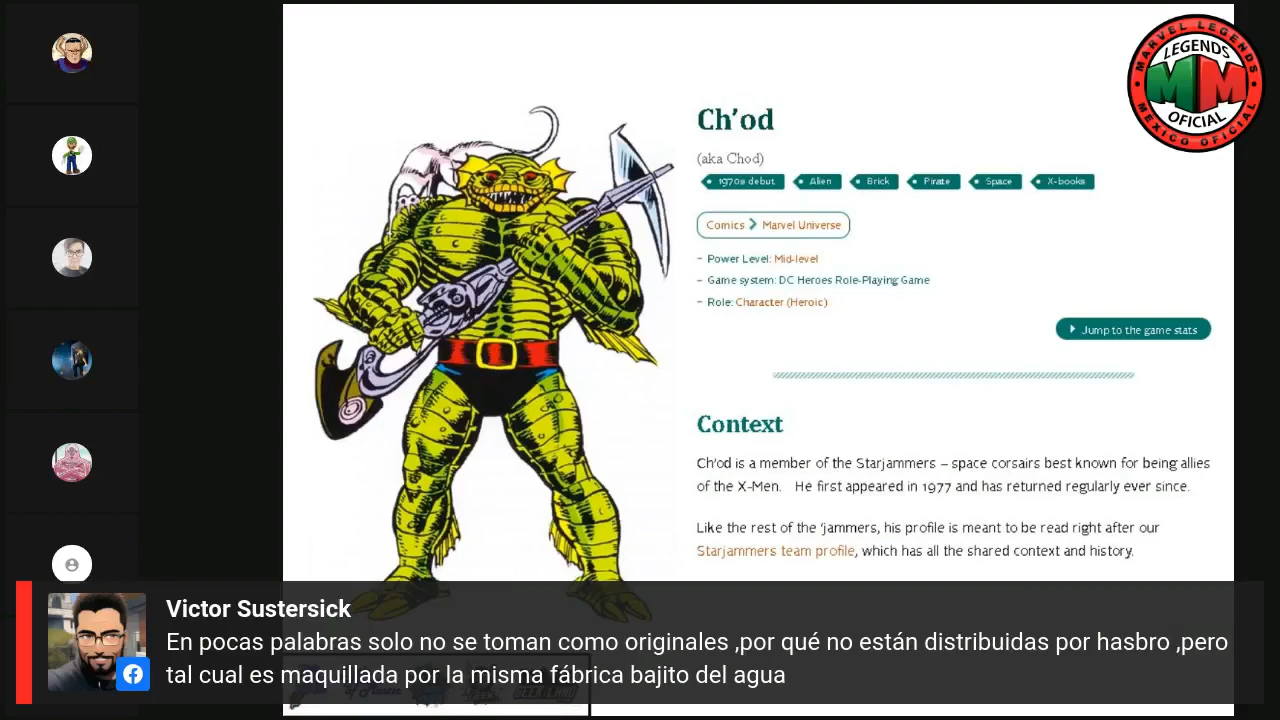 MARVEL LEGENDS
LEGENDS
MM
OFICIAL
MEXICO OFICIAL
Ch'od
(aka Chod)
1970s debut
Alien
Brick
Pirate
Space
X-books
Comics
Marvel Universe
– Power Level: Mid-level
– Game system: DC Heroes Role-Playing Game
– Role: Character (Heroic)
Jump to the game stats
Context
Ch'od is a member of the Starjammers – space corsairs best known for being allies
of the X-Men. He first appeared in 1977 and has returned regularly ever since.
Like the rest of the 'jammers, his profile is meant to be read right after our
Starjammers team profile, which has all the shared context and history.
Victor Sustersick
En pocas palabras solo no se toman como originales ,por qué no están distribuidas por hasbro ,pero
tal cual es maquillada por la misma fábrica bajito del agua